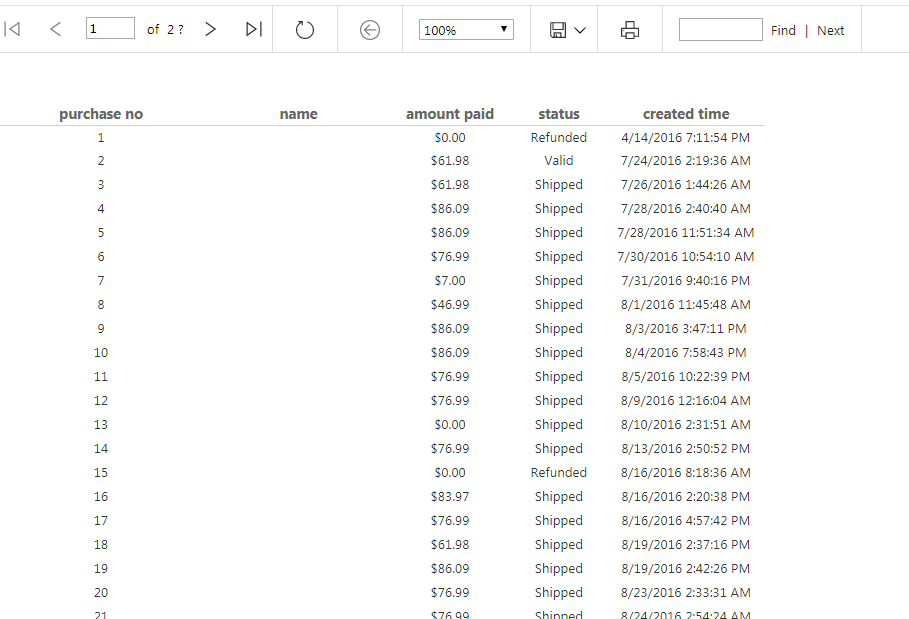 1 of 2 ? 100% Find | Next
purchase no name amount paid status created time
1 $0.00 Refunded 4/14/2016 7:11:54 PM
2 $61.98 Valid 7/24/2016 2:19:36 AM
3 $61.98 Shipped 7/26/2016 1:44:26 AM
4 $86.09 Shipped 7/28/2016 2:40:40 AM
5 $86.09 Shipped 7/28/2016 11:51:34 AM
6 $76.99 Shipped 7/30/2016 10:54:10 AM
7 $7.00 Shipped 7/31/2016 9:40:16 PM
8 $46.99 Shipped 8/1/2016 11:45:48 AM
9 $86.09 Shipped 8/3/2016 3:47:11 PM
10 $86.09 Shipped 8/4/2016 7:58:43 PM
11 $76.99 Shipped 8/5/2016 10:22:39 PM
12 $76.99 Shipped 8/9/2016 12:16:04 AM
13 $0.00 Shipped 8/10/2016 2:31:51 AM
14 $76.99 Shipped 8/13/2016 2:50:52 PM
15 $0.00 Refunded 8/16/2016 8:18:36 AM
16 $83.97 Shipped 8/16/2016 2:20:38 PM
17 $76.99 Shipped 8/16/2016 4:57:42 PM
18 $61.98 Shipped 8/19/2016 2:37:16 PM
19 $86.09 Shipped 8/19/2016 2:42:26 PM
20 $76.99 Shipped 8/23/2016 2:33:31 AM
21 $76.99 Shipped 8/24/2016 2:54:24 AM